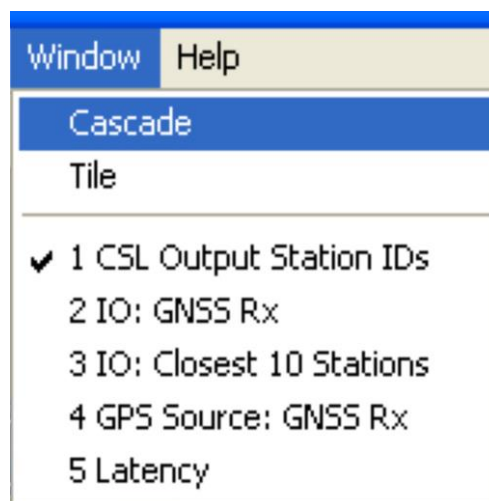 Window Help
Cascade
Tile
1 CSL Output Station IDs
2 IO: GNSS Rx
3 IO: Closest 10 Stations
4 GPS Source: GNSS Rx
5 Latency